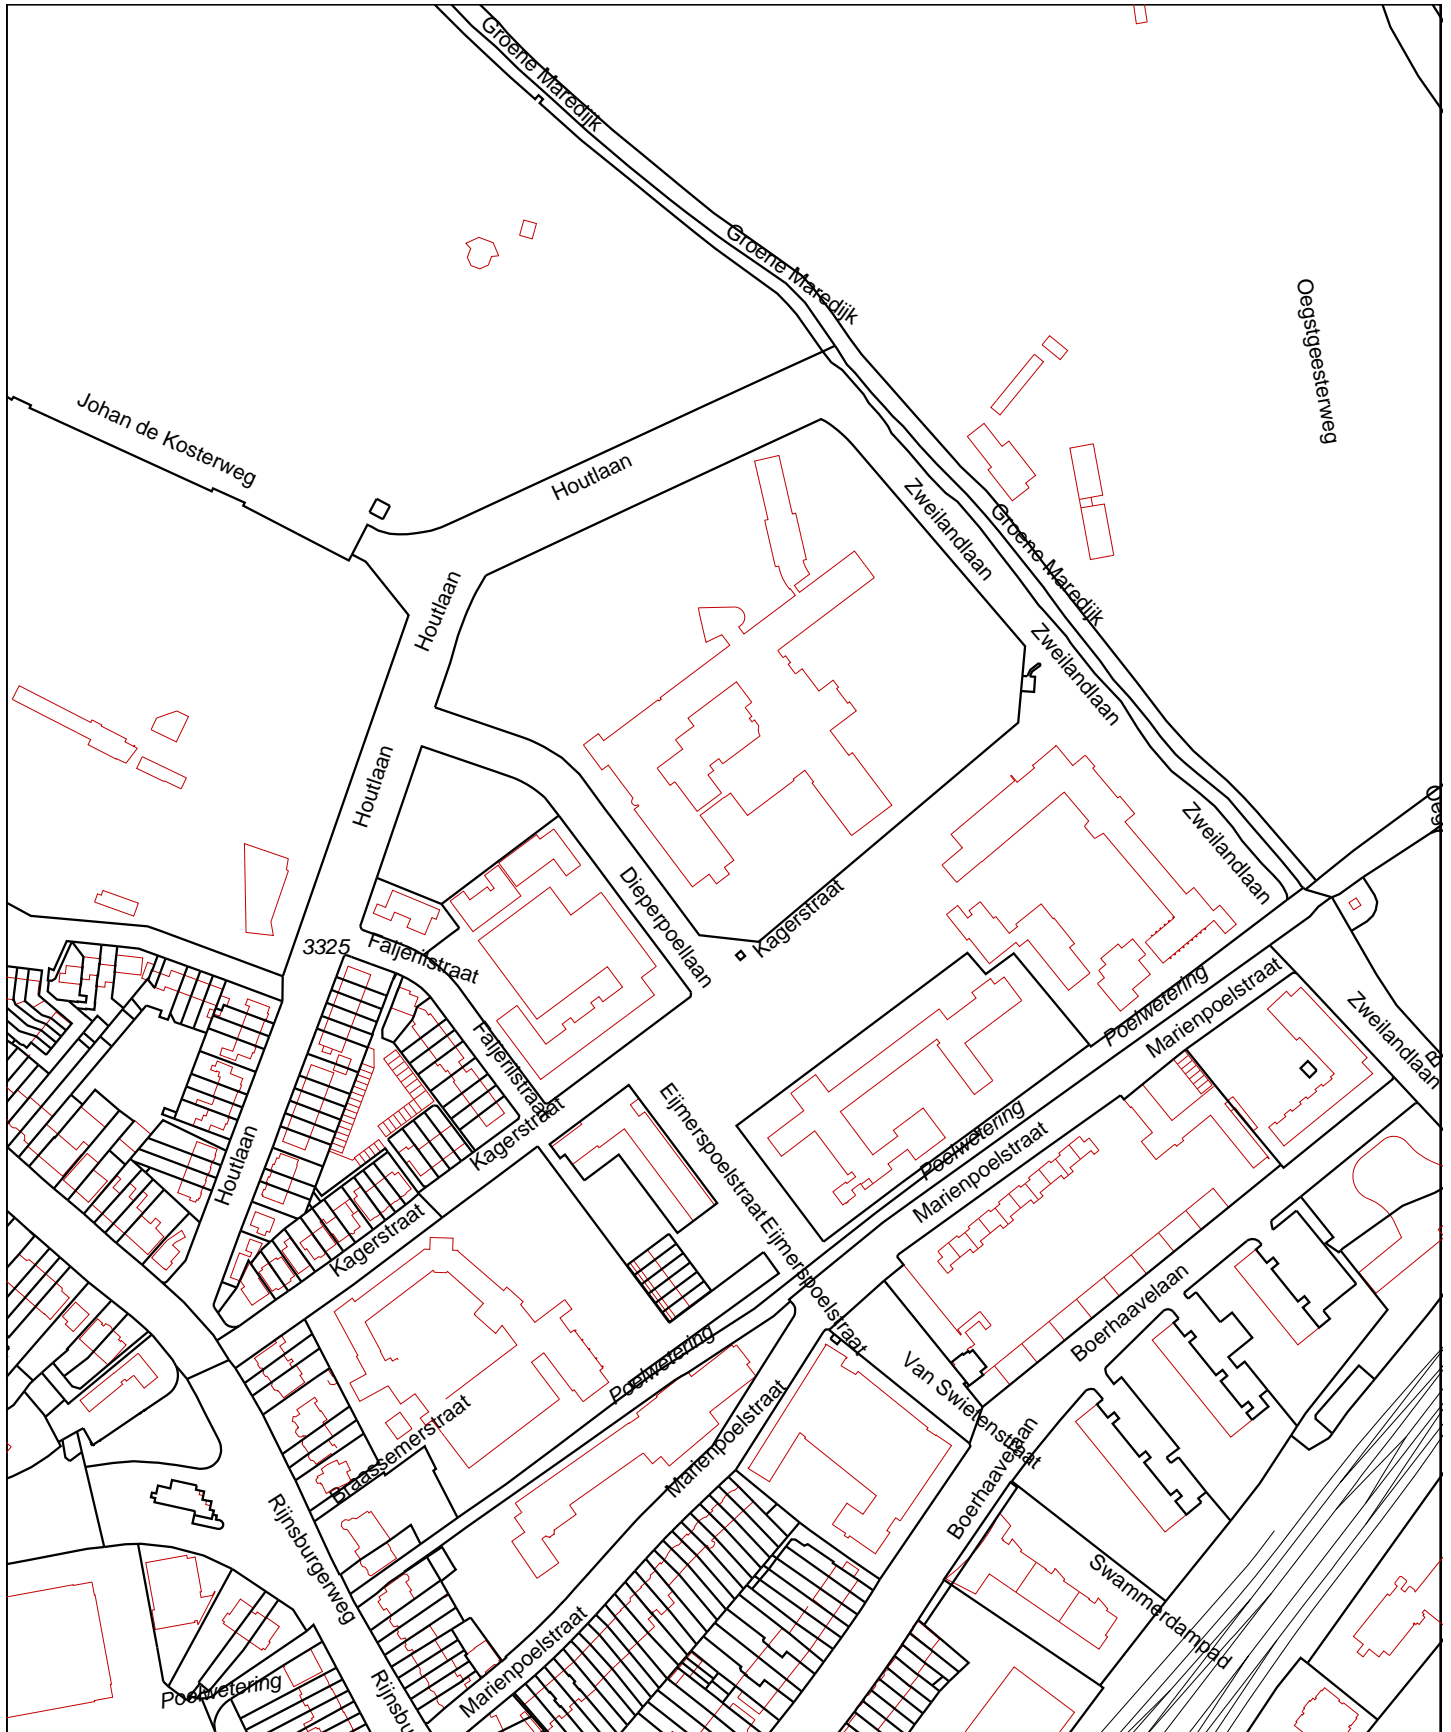 Groene Maredijk
Groene Maredijk
Oegstgeesterweg
Johan de Kosterweg
Houtlaan
Zweilandlaan
Groene Maredijk
Houtlaan
Zweilandlaan
Houtlaan
Zweilandlaan
Dieperpoellaan
Kagerstraat
3325
Faljerilstraat
Poelwetering
Marienpoelstraat
Zweilandlaan
Faljerilstraat
Kagerstraat
Eijmerspoelstraat
Poelwetering
Marienpoelstraat
Houtlaan
Kagerstraat
Eijmerspoelstraat
Boerhaavelaan
Poelwetering
Van Swietenstraat
Marienpoelstraat
Braassemerstraat
Boerhaavelaan
Rijnsburgerweg
Swammerdampad
Marienpoelstraat
Poelwetering
Rijnsbu